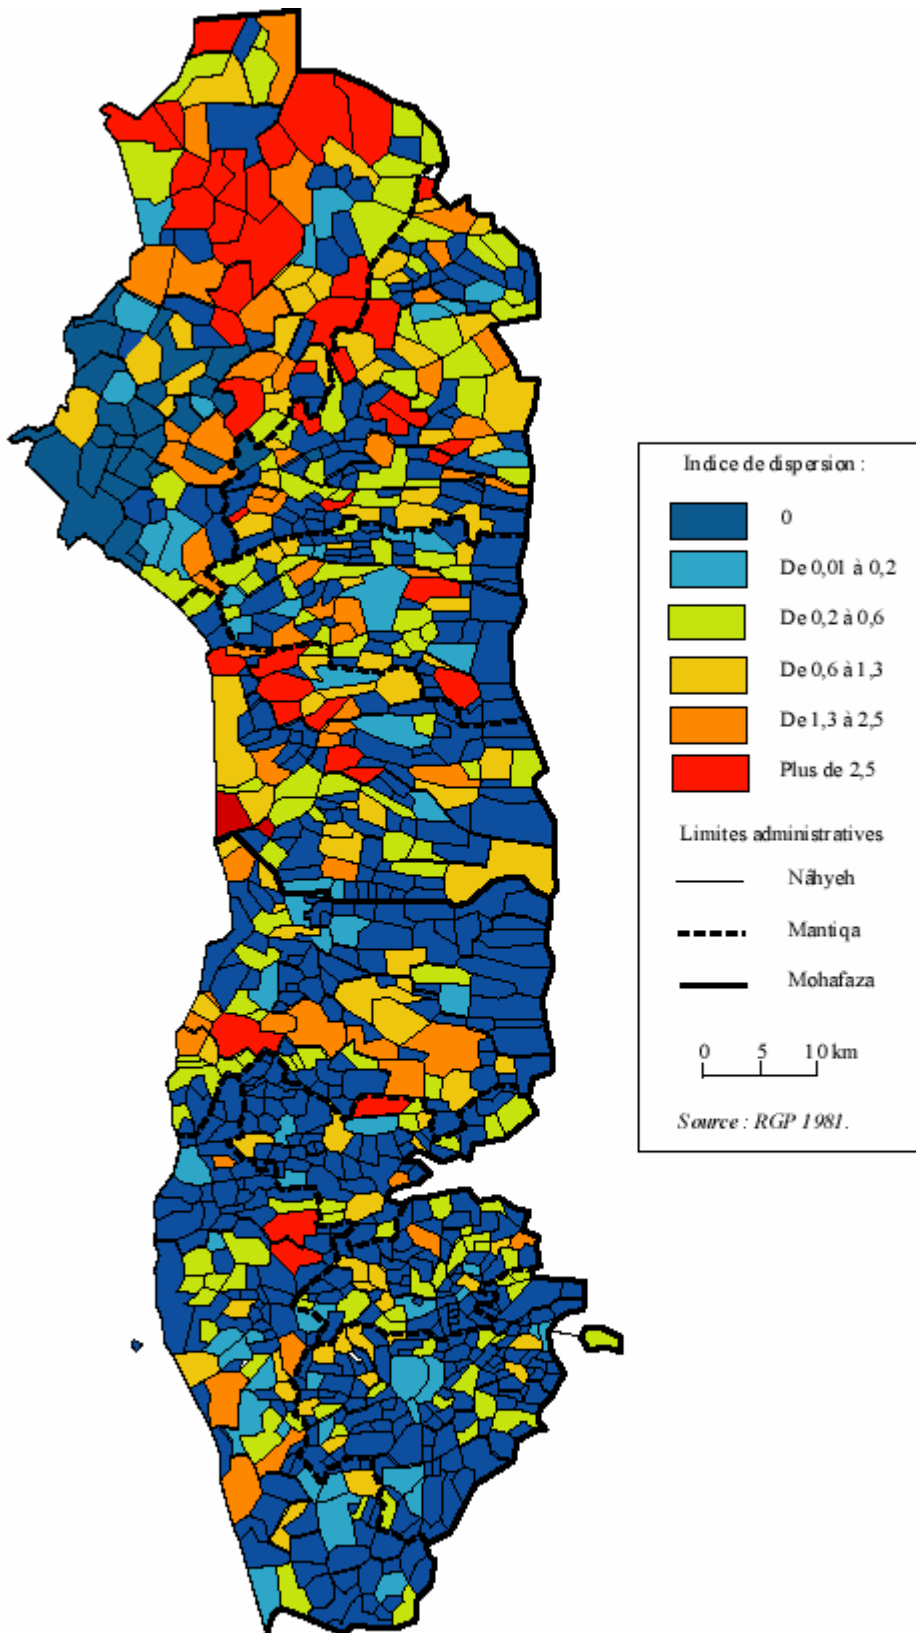 Indice de dispersion :
0
De 0,01 à 0,2
De 0,2 à 0,6
De 0,6 à 1,3
De 1,3 à 2,5
Plus de 2,5
Limites administratives
Nâhyeh
Mantiqa
Mohafaza
0 5 10 km
Source : RGP 1981.